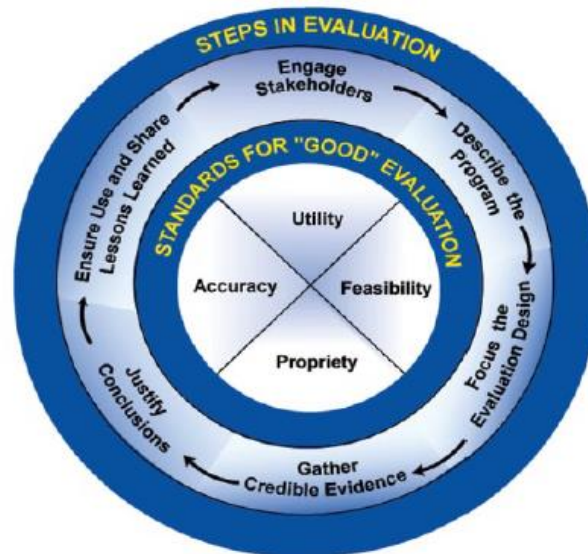 STEPS IN EVALUATION
Engage
Stakeholders
Describe the
Program
Focus the
Evaluation Design
Gather
Credible Evidence
Justify
Conclusions
Ensure Use and Share
Lessons Learned
STANDARDS FOR "GOOD" EVALUATION
Utility
Accuracy
Feasibility
Propriety